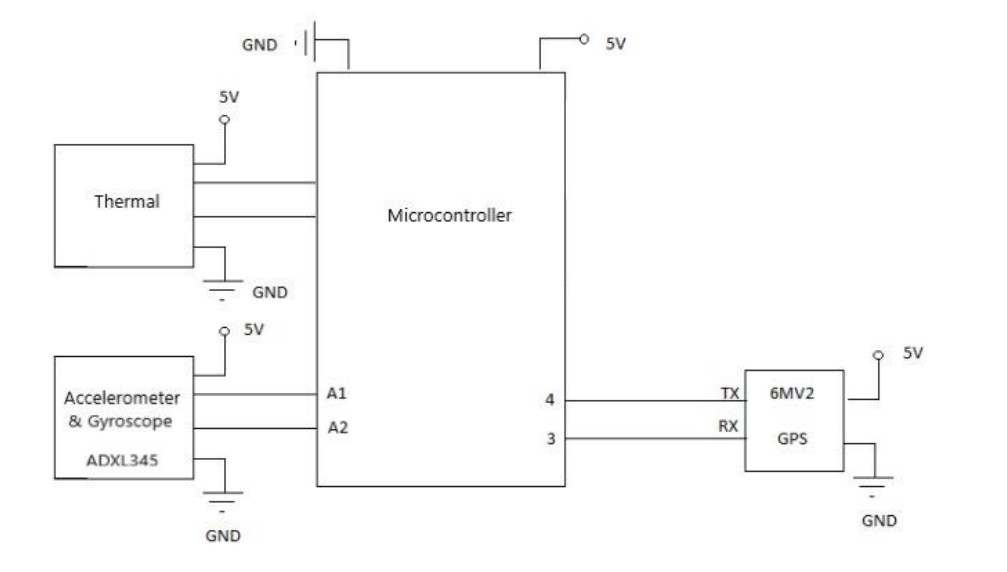 GND
5V
5V
Thermal
Microcontroller
GND
5V
Accelerometer
& Gyroscope
ADXL345
A1
A2
GND
4
3
TX
RX
6MV2
GPS
5V
GND